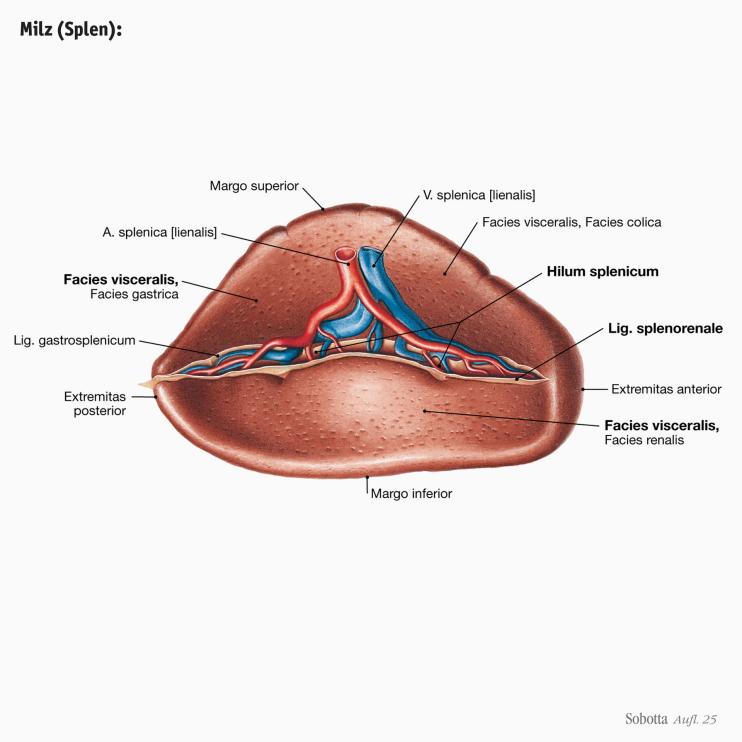 Milz (Splen):
Margo superior
V. splenica [lienalis]
A. splenica [lienalis]
Facies visceralis, Facies colica
Facies visceralis,
Facies gastrica
Hilum splenicum
Lig. gastrosplenicum
Lig. splenorenale
Extremitas
posterior
Extremitas anterior
Facies visceralis,
Facies renalis
Margo inferior
Sobotta Aufl. 25